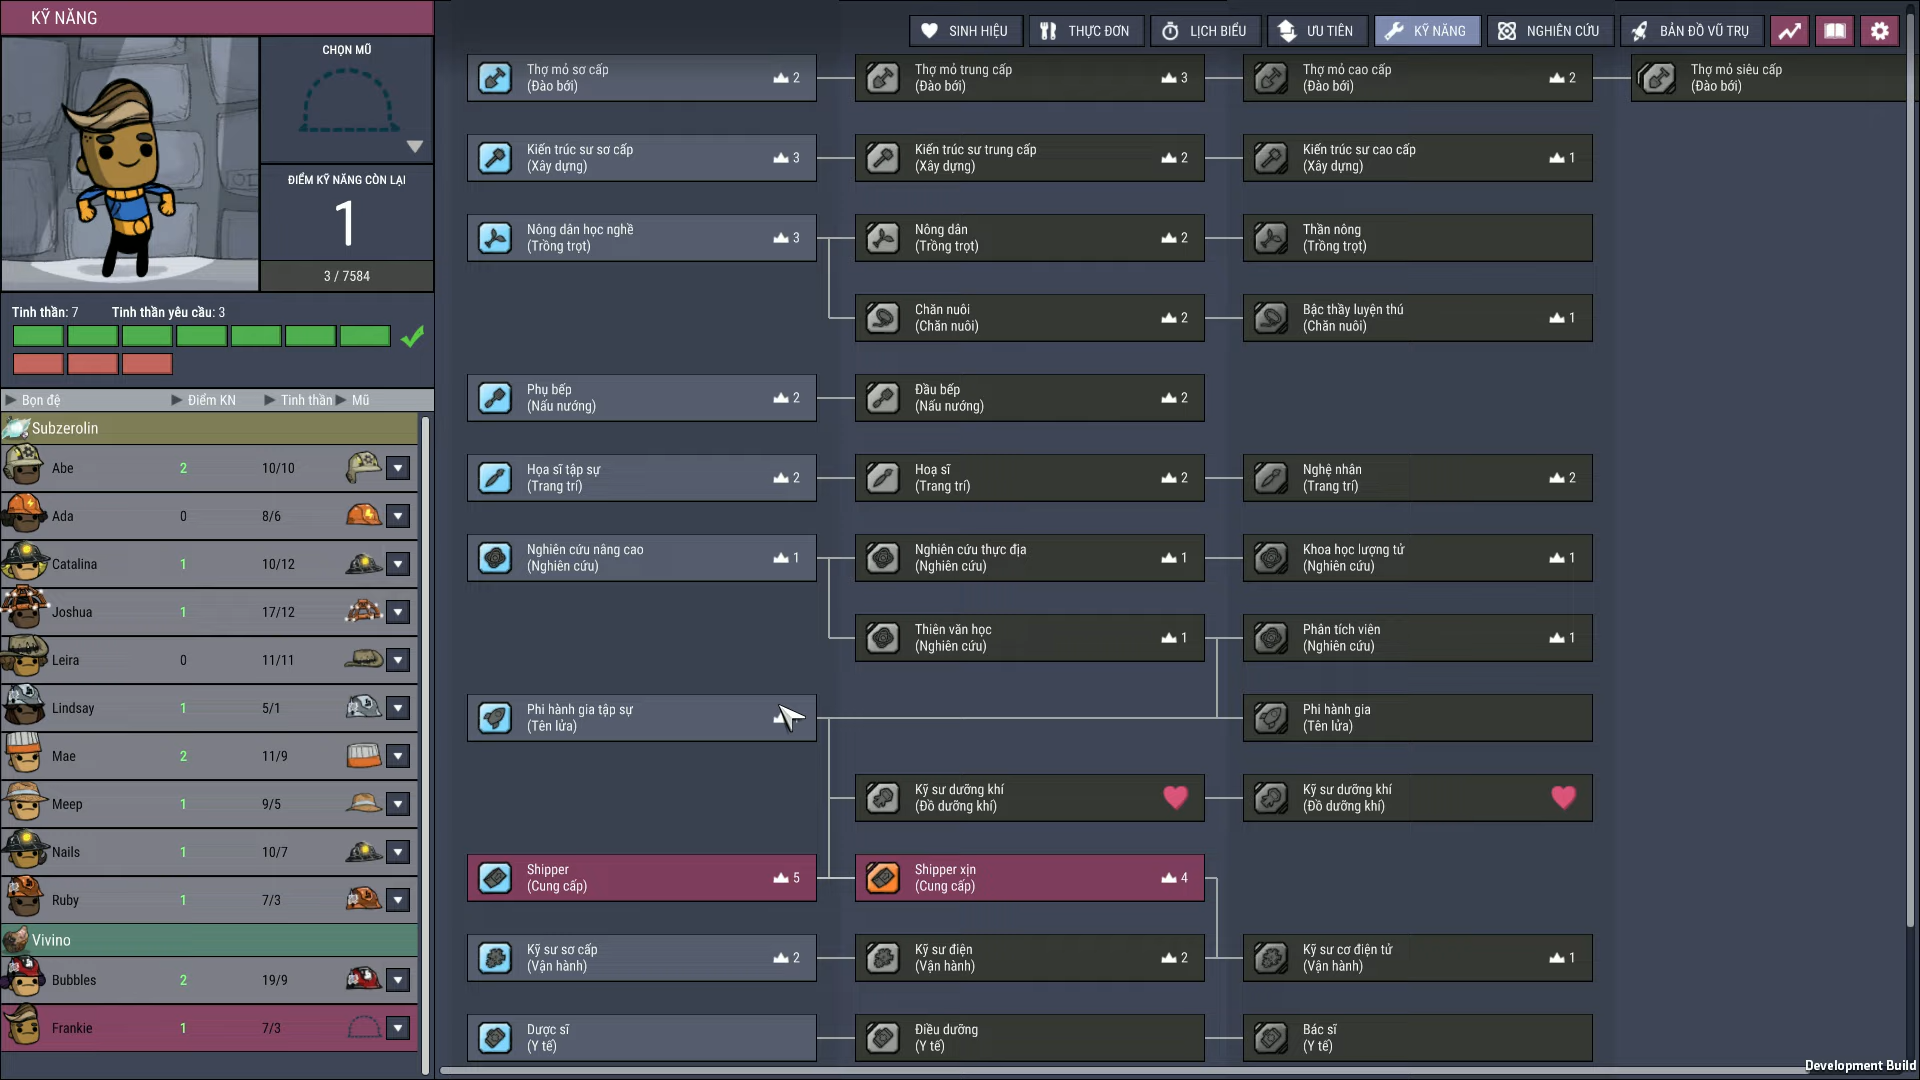 KỸ NĂNG
SINH HIỆU
THỰC ĐƠN
LỊCH BIỂU
ƯU TIÊN
KỸ NĂNG
NGHIÊN CỨU
BẢN ĐỒ VŨ TRỤ
CHỌN MŨ
ĐIỂM KỸ NĂNG CÒN LẠI
1
3 / 7584
Tinh thần: 7
Tinh thần yêu cầu: 3
Bọn đệ
Điểm KN
Tinh thần
Mũ
Subzerolin
Abe 2 10/10
Ada 0 8/6
Catalina 1 10/12
Joshua 1 17/12
Leira 0 11/11
Lindsay 1 5/1
Mae 2 11/9
Meep 1 9/5
Nails 1 10/7
Ruby 1 7/3
Vivino
Bubbles 2 19/9
Frankie 1 7/3
Thợ mỏ sơ cấp
(Đào bới)
2
Thợ mỏ trung cấp
(Đào bới)
3
Thợ mỏ cao cấp
(Đào bới)
2
Thợ mỏ siêu cấp
(Đào bới)
Kiến trúc sư sơ cấp
(Xây dựng)
3
Kiến trúc sư trung cấp
(Xây dựng)
2
Kiến trúc sư cao cấp
(Xây dựng)
1
Nông dân học nghề
(Trồng trọt)
3
Nông dân
(Trồng trọt)
2
Thần nông
(Trồng trọt)
Chăn nuôi
(Chăn nuôi)
2
Bậc thầy luyện thú
(Chăn nuôi)
1
Phụ bếp
(Nấu nướng)
2
Đầu bếp
(Nấu nướng)
2
Họa sĩ tập sự
(Trang trí)
2
Hoạ sĩ
(Trang trí)
2
Nghệ nhân
(Trang trí)
2
Nghiên cứu nâng cao
(Nghiên cứu)
1
Nghiên cứu thực địa
(Nghiên cứu)
1
Khoa học lượng tử
(Nghiên cứu)
1
Thiên văn học
(Nghiên cứu)
1
Phân tích viên
(Nghiên cứu)
1
Phi hành gia tập sự
(Tên lửa)
Phi hành gia
(Tên lửa)
Kỹ sư dưỡng khí
(Đồ dưỡng khí)
Kỹ sư dưỡng khí
(Đồ dưỡng khí)
Shipper
(Cung cấp)
5
Shipper xịn
(Cung cấp)
4
Kỹ sư sơ cấp
(Vận hành)
2
Kỹ sư điện
(Vận hành)
2
Kỹ sư cơ điện tử
(Vận hành)
1
Dược sĩ
(Y tế)
Điều dưỡng
(Y tế)
Bác sĩ
(Y tế)
Development Build